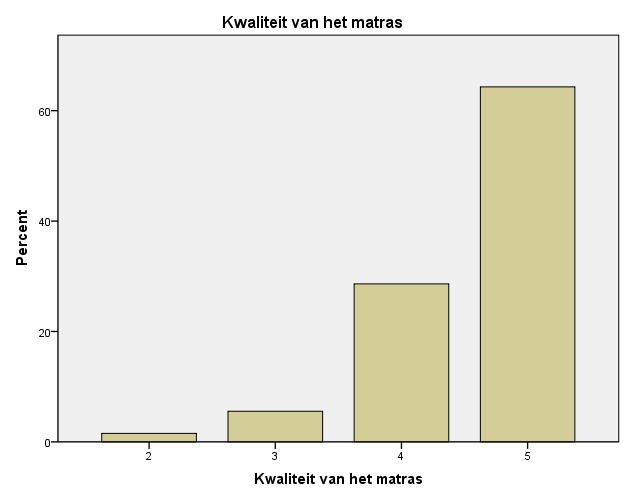 Kwaliteit van het matras
Percent
60
40
20
0
2 3 4 5
Kwaliteit van het matras